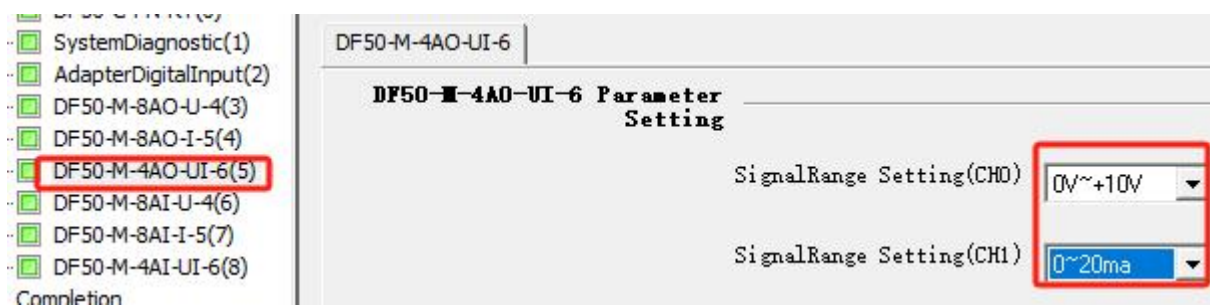 SystemDiagnostic(1)
AdapterDigitalInput(2)
DF50-M-8AO-U-4(3)
DF50-M-8AO-I-5(4)
DF50-M-4AO-UI-6(5)
DF50-M-8AI-U-4(6)
DF50-M-8AI-I-5(7)
DF50-M-4AI-UI-6(8)
Completion
DF50-M-4AO-UI-6
DF50-M-4AO-UI-6 Parameter
Setting
SignalRange Setting(CH0) 0V~+10V
SignalRange Setting(CH1) 0~20ma